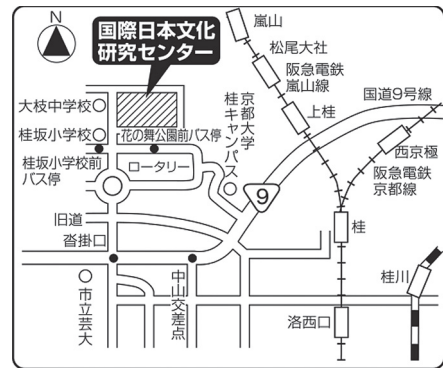 N
国際日本文化
研究センター
嵐山
松尾大社
阪急電鉄
嵐山線
国道9号線
上桂
大枝中学校
桂坂小学校
花の舞公園前バス停
桂坂小学校前
バス停
ロータリー
京都大学
桂キャンパス
西京極
阪急電鉄
京都線
9
旧道
沓掛口
桂
桂川
市立芸大
中山交差点
洛西口